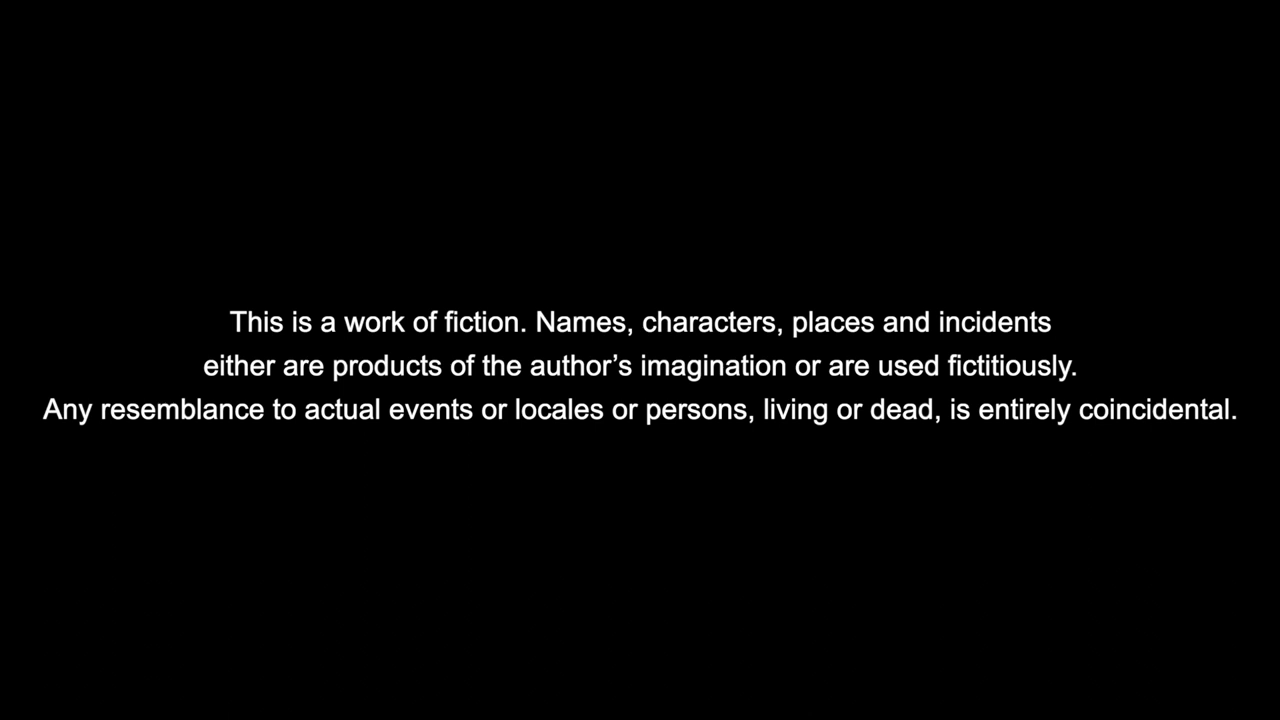 This is a work of fiction. Names, characters, places and incidents
either are products of the author’s imagination or are used fictitiously.
Any resemblance to actual events or locales or persons, living or dead, is entirely coincidental.